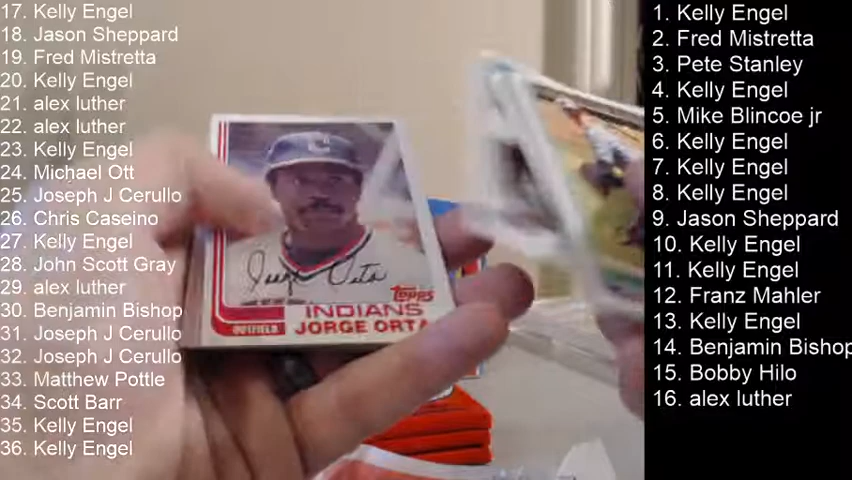 17. Kelly Engel
18. Jason Sheppard
19. Fred Mistretta
20. Kelly Engel
21. alex luther
22. alex luther
23. Kelly Engel
24. Michael Ott
25. Joseph J Cerullo
26. Chris Caseino
27. Kelly Engel
28. John Scott Gray
29. alex luther
30. Benjamin Bishop
31. Joseph J Cerullo
32. Joseph J Cerullo
33. Matthew Pottle
34. Scott Barr
35. Kelly Engel
36. Kelly Engel
C
Jorge Orta
Topps
INDIANS
OUTFIELD
JORGE ORTA
1. Kelly Engel
2. Fred Mistretta
3. Pete Stanley
4. Kelly Engel
5. Mike Blincoe jr
6. Kelly Engel
7. Kelly Engel
8. Kelly Engel
9. Jason Sheppard
10. Kelly Engel
11. Kelly Engel
12. Franz Mahler
13. Kelly Engel
14. Benjamin Bishop
15. Bobby Hilo
16. alex luther